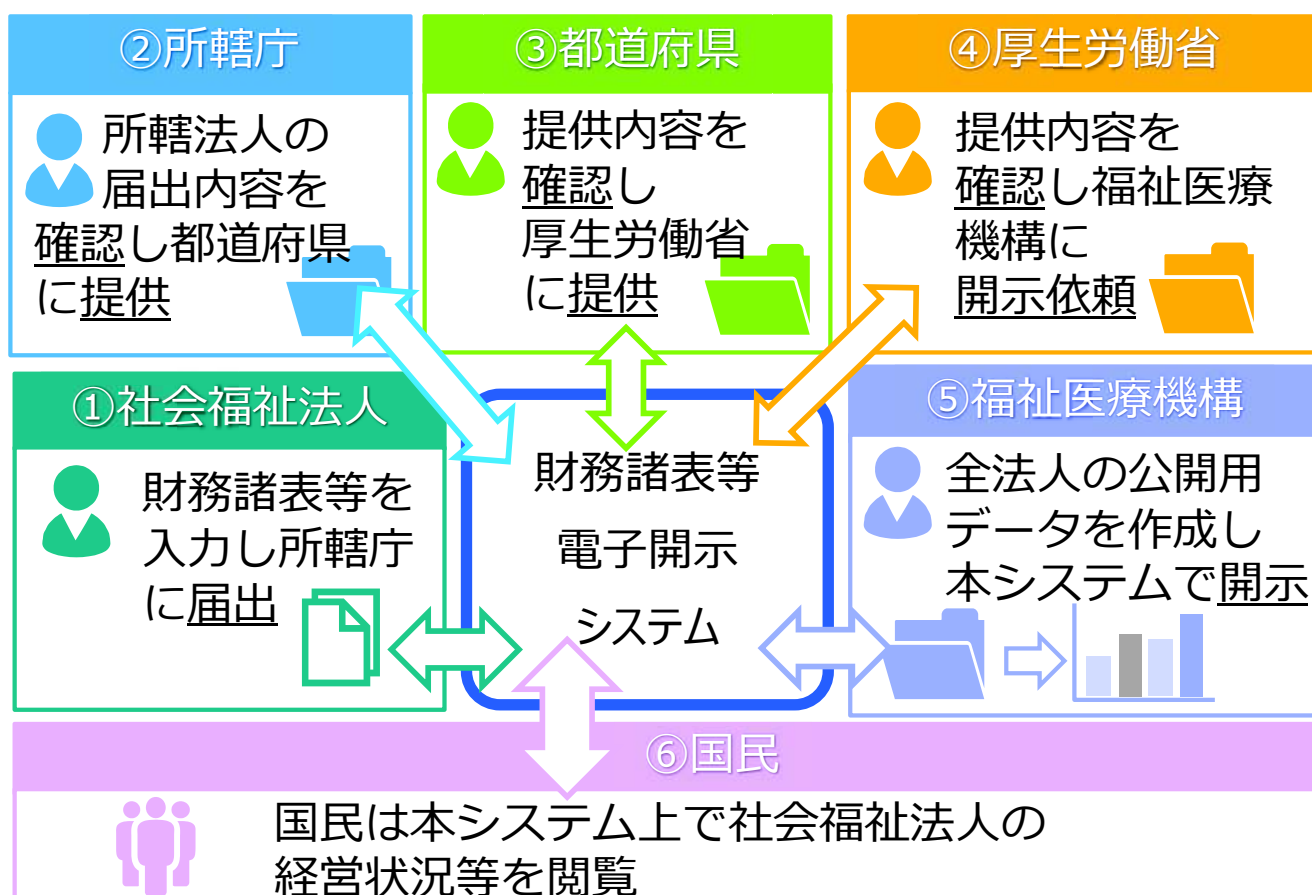 ②所轄庁
所轄法人の
届出内容を
確認し都道府県
に提供
③都道府県
提供内容を
確認し
厚生労働省
に提供
④厚生労働省
提供内容を
確認し福祉医療
機構に
開示依頼
①社会福祉法人
財務諸表等を
入力し所轄庁
に届出
財務諸表等
電子開示
システム
⑤福祉医療機構
全法人の公開用
データを作成し
本システムで開示
⑥国民
国民は本システム上で社会福祉法人の
経営状況等を閲覧